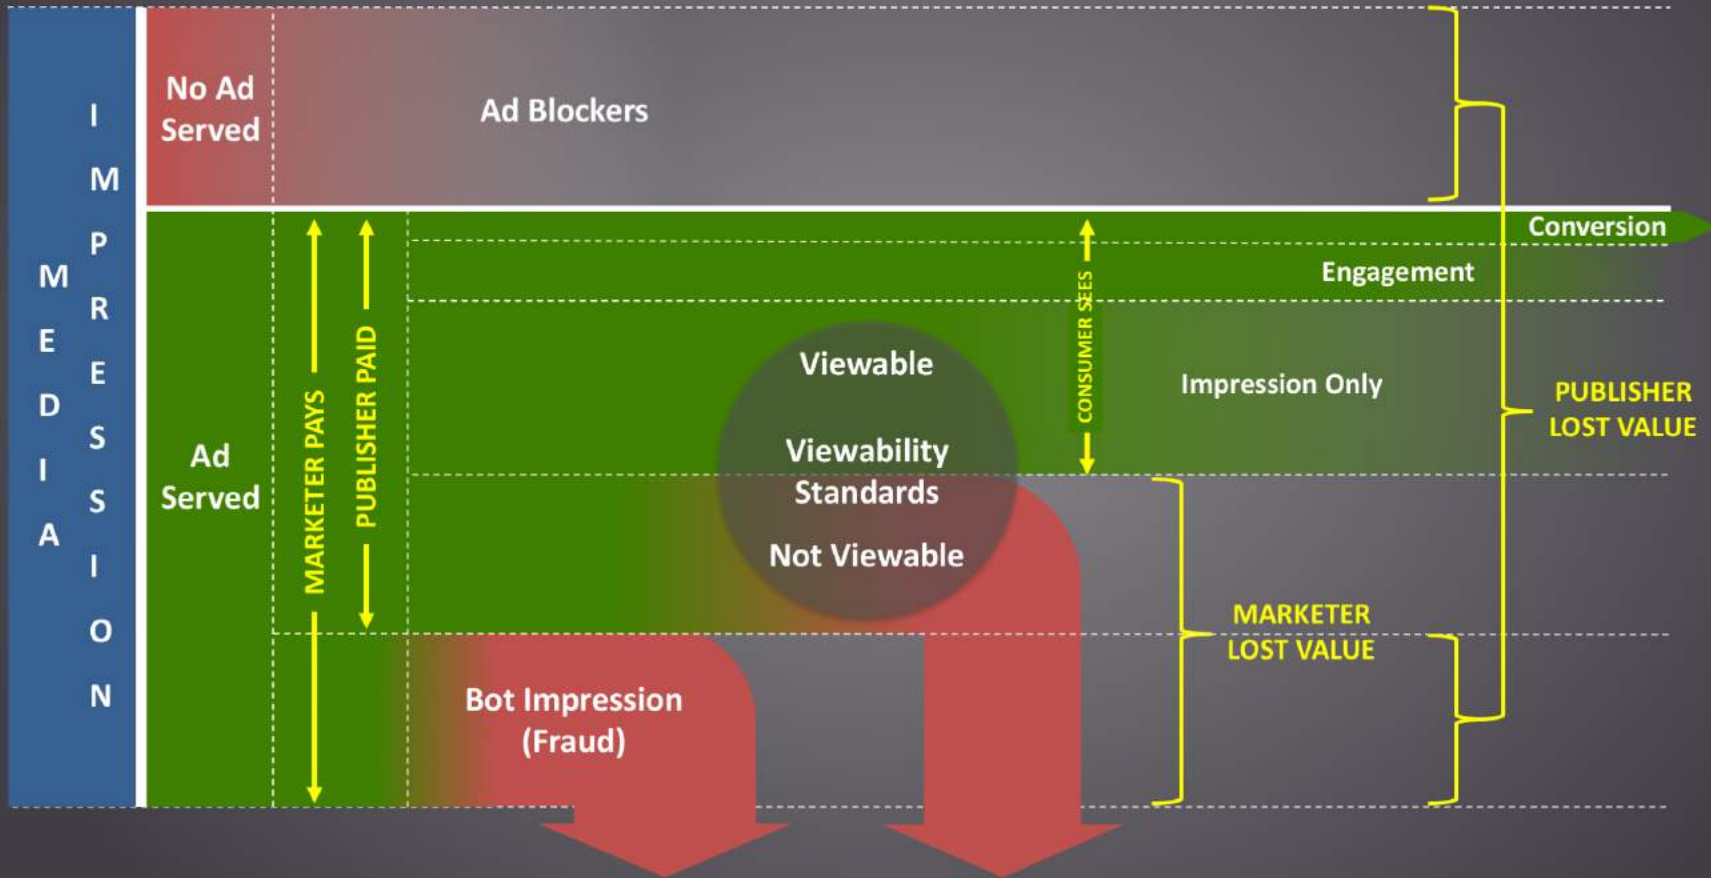 MEDIA
IMPRESSION
No Ad
Served
Ad Blockers
Conversion
Engagement
Ad
Served
MARKETER PAYS
PUBLISHER PAID
Viewable
Viewability
Standards
Not Viewable
CONSUMER SEES
Impression Only
PUBLISHER
LOST VALUE
MARKETER
LOST VALUE
Bot Impression
(Fraud)